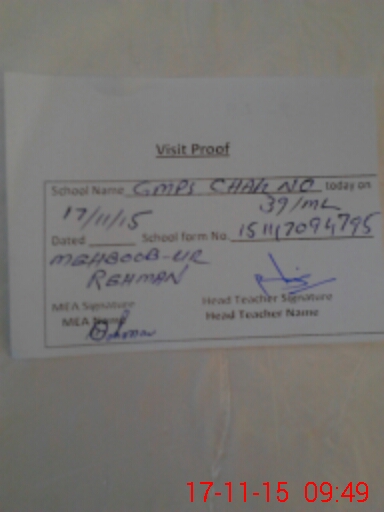 Visit Proof
School Name GMPS CHAK NO today on
39/ML
17/11/15
Dated School form No.
MEHBOOB-UR
REHMAN
MEA Signature Head Teacher Signature
MEA Name Head Teacher Name
17-11-15 09:49